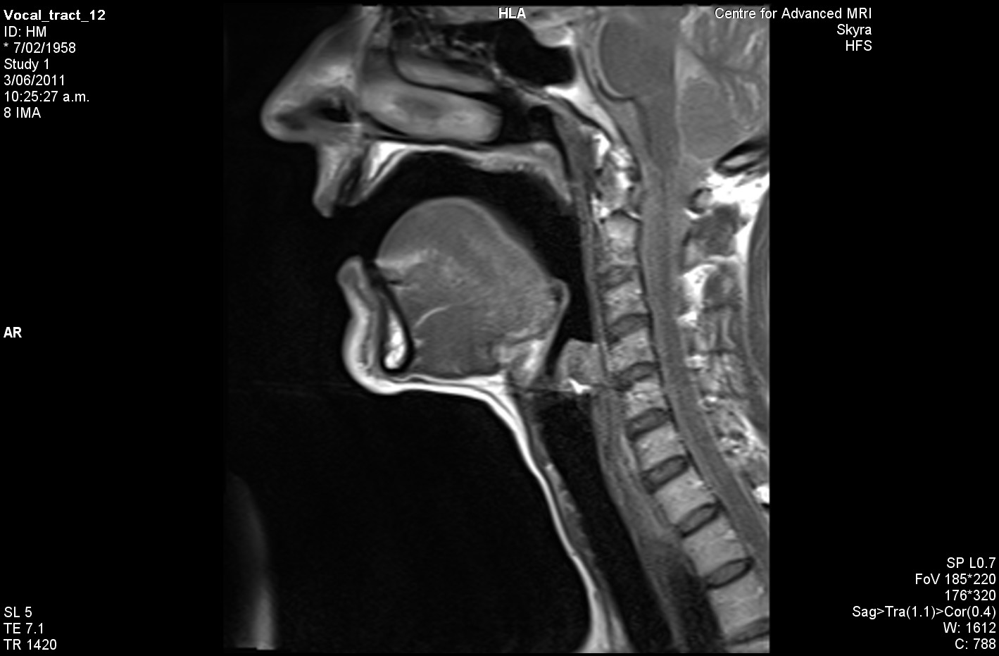 Vocal_tract_12
ID: HM
* 7/02/1958
Study 1
3/06/2011
10:25:27 a.m.
8 IMA
HLA
Centre for Advanced MRI
Skyra
HFS
AR
SL 5
TE 7.1
TR 1420
SP L0.7
FoV 185*220
176*320
Sag>Tra(1.1)>Cor(0.4)
W: 1612
C: 788